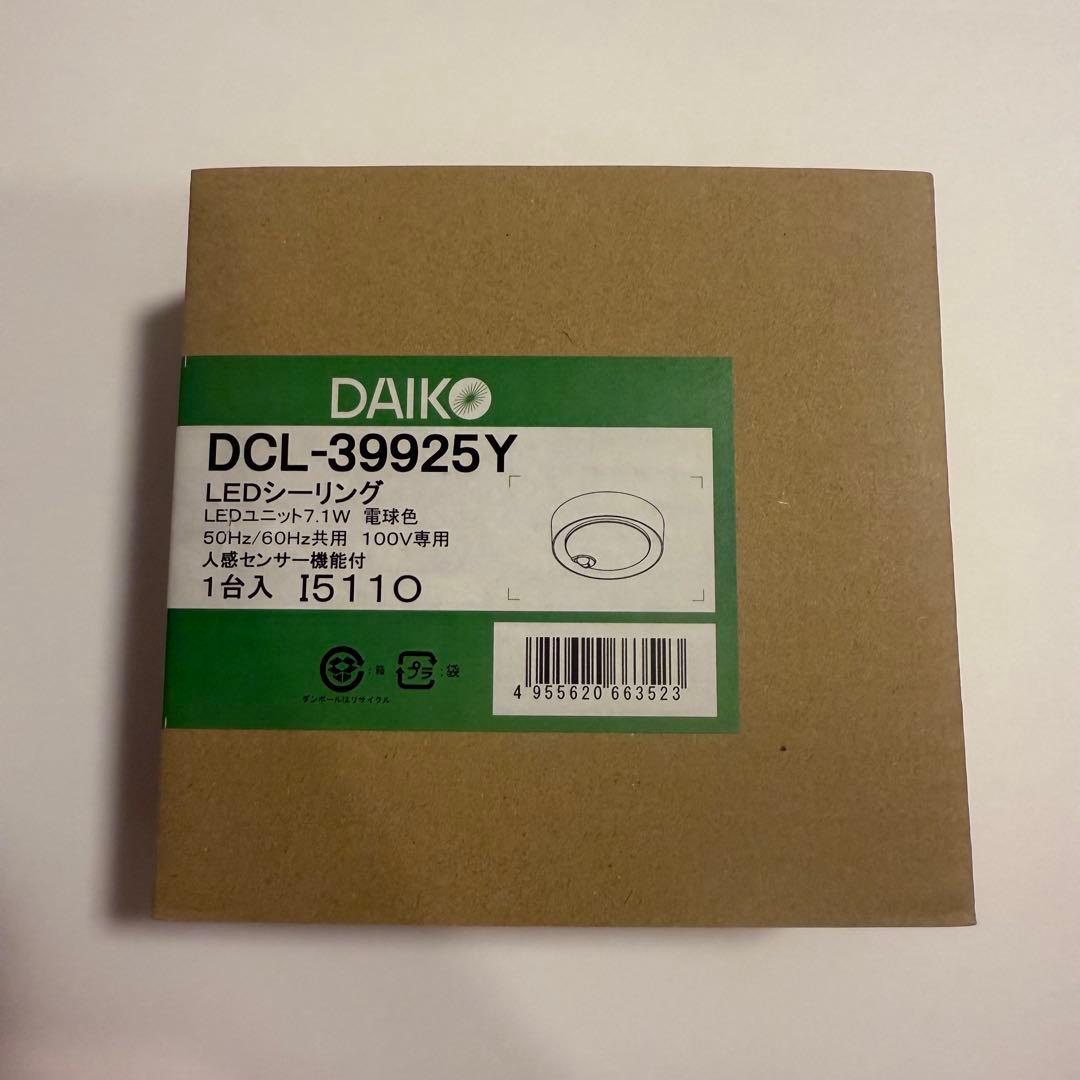 DAIKO
DCL-39925Y
LEDシーリング
LEDユニット7.1W 電球色
50Hz/60Hz共用 100V専用
人感センサー機能付
1台入 I5110
:箱 プラ :袋
ダンボールはリサイクル
4 955620 663523